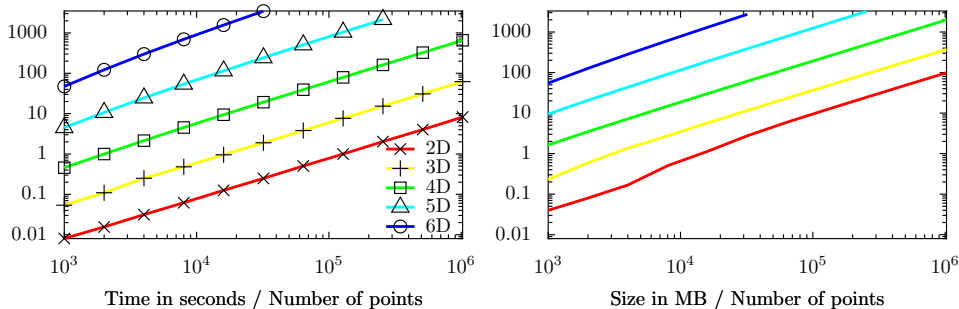 1000
100
10
1
0.1
0.01
10^3
10^4
10^5
10^6
Time in seconds / Number of points
2D
3D
4D
5D
6D
1000
100
10
1
0.1
0.01
10^3
10^4
10^5
10^6
Size in MB / Number of points